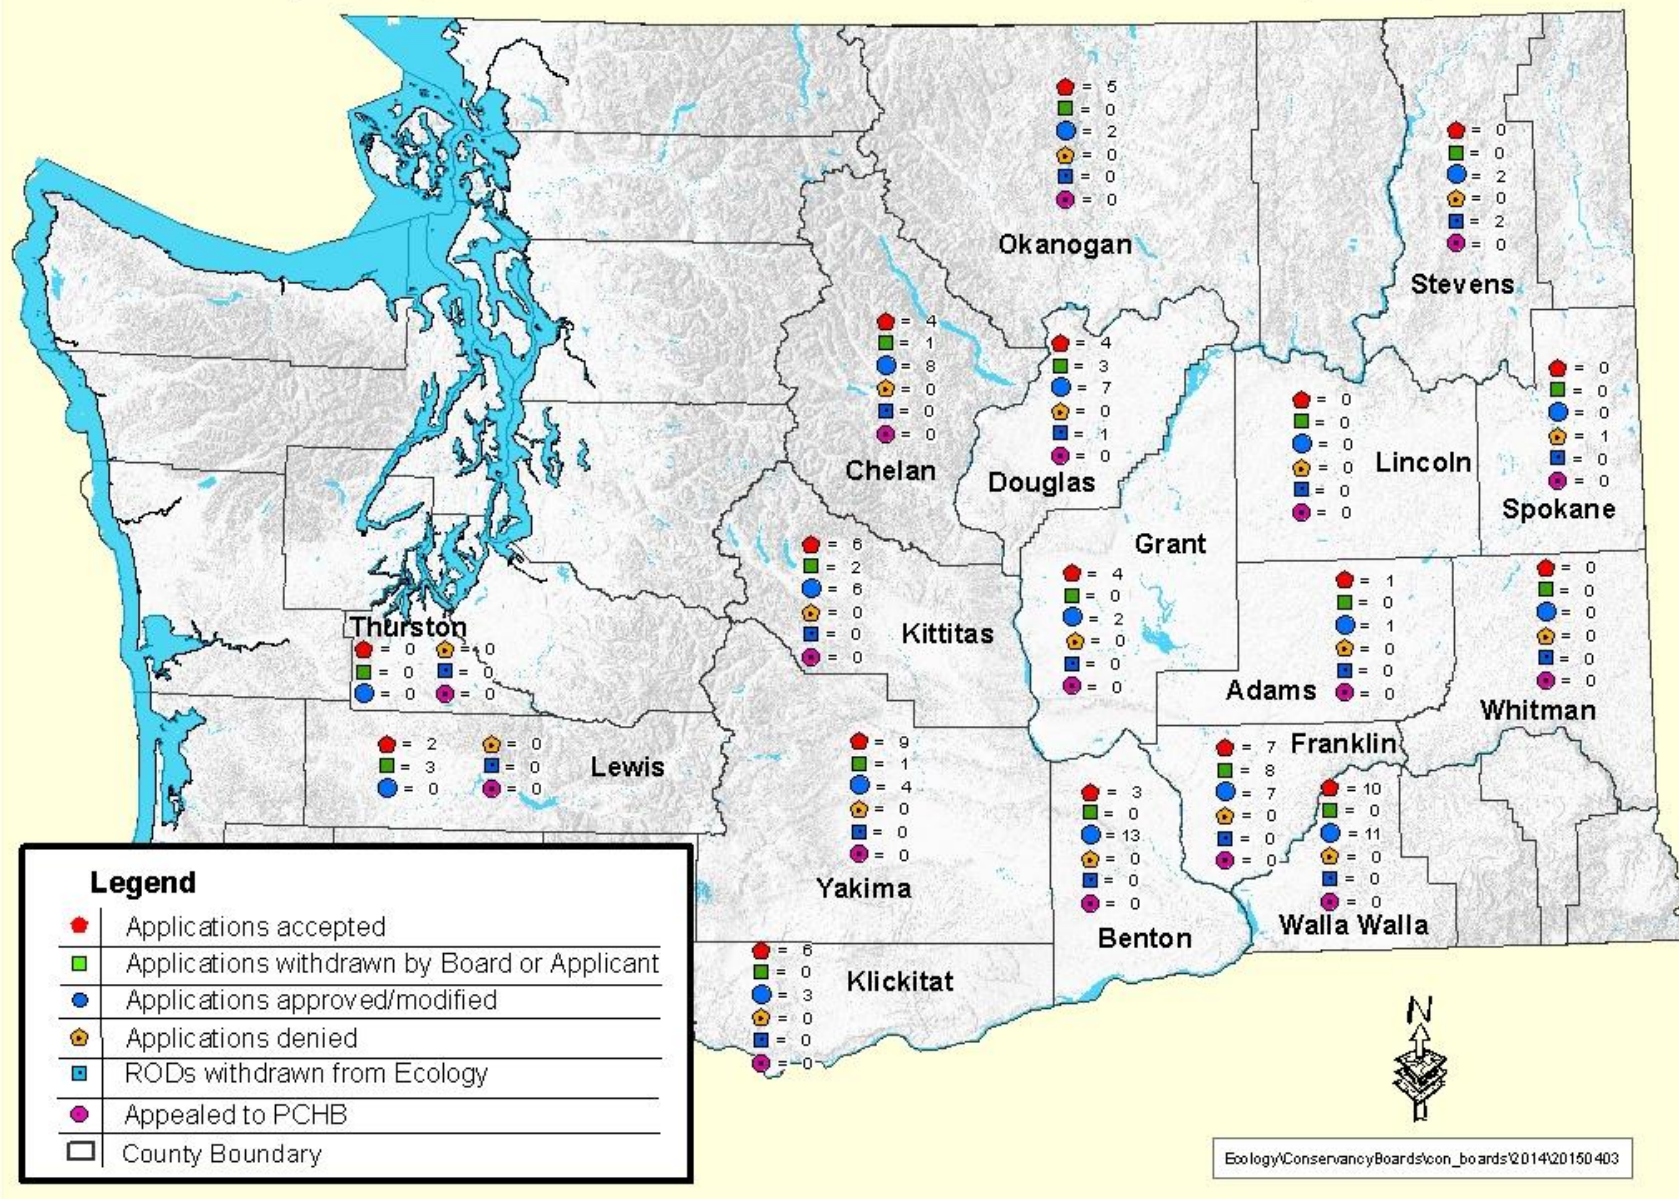 = 5
= 0
= 2
= 0
= 0
= 0
Okanogan
= 0
= 0
= 2
= 0
= 2
= 0
Stevens
= 4
= 1
= 8
= 0
= 0
= 0
Chelan
= 4
= 3
= 7
= 0
= 1
= 0
Douglas
= 0
= 0
= 0
= 0
= 0
= 0
Lincoln
= 0
= 0
= 0
= 1
= 0
= 0
Spokane
= 6
= 2
= 6
= 0
= 0
= 0
Kittitas
Grant
= 4
= 0
= 2
= 0
= 0
= 0
= 1
= 0
= 1
= 0
= 0
= 0
Adams
= 0
= 0
= 0
= 0
= 0
= 0
Whitman
Thurston
= 0 = 0
= 0 = 0
= 0 = 0
= 2 = 0
= 3 = 0
= 0 = 0
Lewis
= 9
= 1
= 4
= 0
= 0
= 0
Yakima
= 3
= 0
= 13
= 0
= 0
= 0
Benton
Franklin
= 7
= 8
= 7
= 0
= 0
= 0
= 10
= 0
= 11
= 0
= 0
= 0
Walla Walla
= 6
= 0
= 3
= 0
= 0
= 0
Klickitat
Legend
Applications accepted
Applications withdrawn by Board or Applicant
Applications approved/modified
Applications denied
RODs withdrawn from Ecology
Appealed to PCHB
County Boundary
N
Ecology\ConservancyBoards\con_boards\2014\20150403